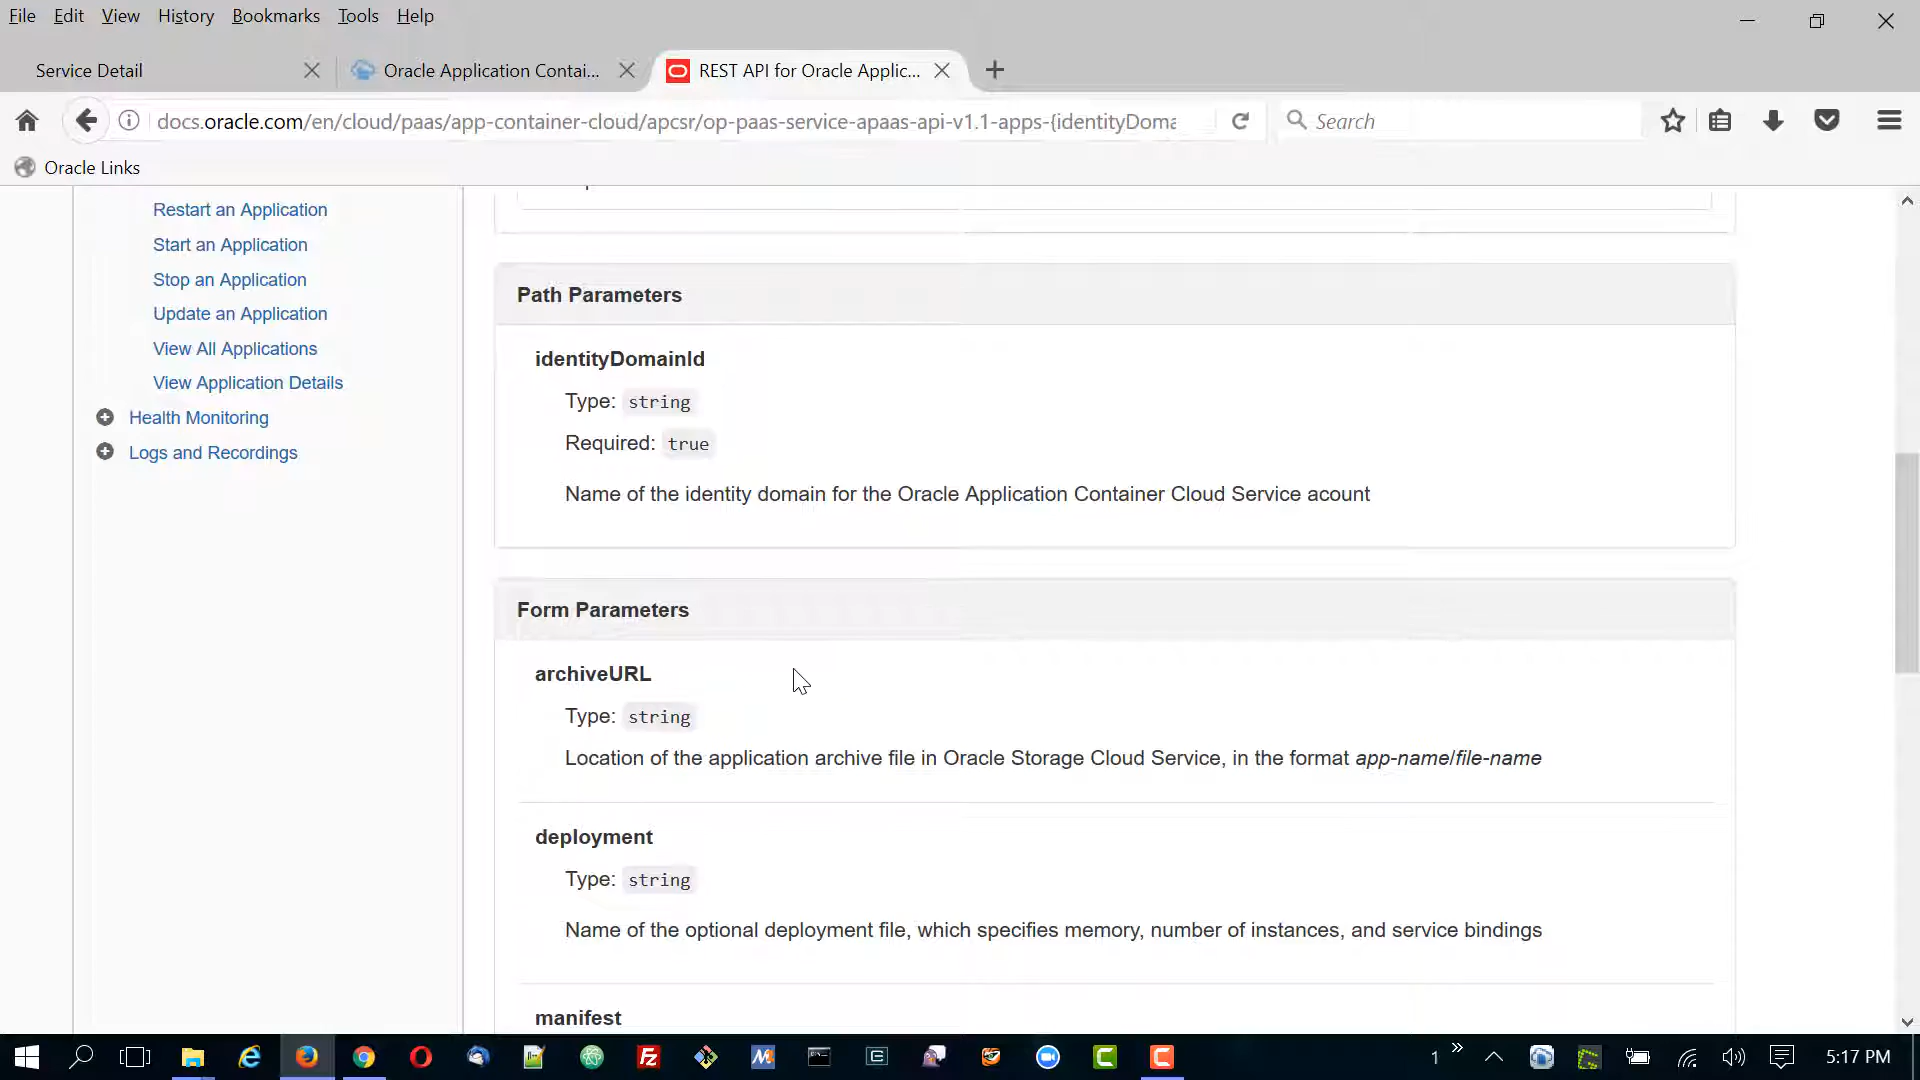 File Edit View History Bookmarks Tools Help
Service Detail
Oracle Application Contai...
REST API for Oracle Applic...
docs.oracle.com/en/cloud/paas/app-container-cloud/apcsr/op-paas-service-apaas-api-v1.1-apps-{identityDoma
Search
Oracle Links
Restart an Application
Start an Application
Stop an Application
Update an Application
View All Applications
View Application Details
Health Monitoring
Logs and Recordings
Path Parameters
identityDomainId
Type: string
Required: true
Name of the identity domain for the Oracle Application Container Cloud Service acount
Form Parameters
archiveURL
Type: string
Location of the application archive file in Oracle Storage Cloud Service, in the format app-name/file-name
deployment
Type: string
Name of the optional deployment file, which specifies memory, number of instances, and service bindings
manifest
1
5:17 PM